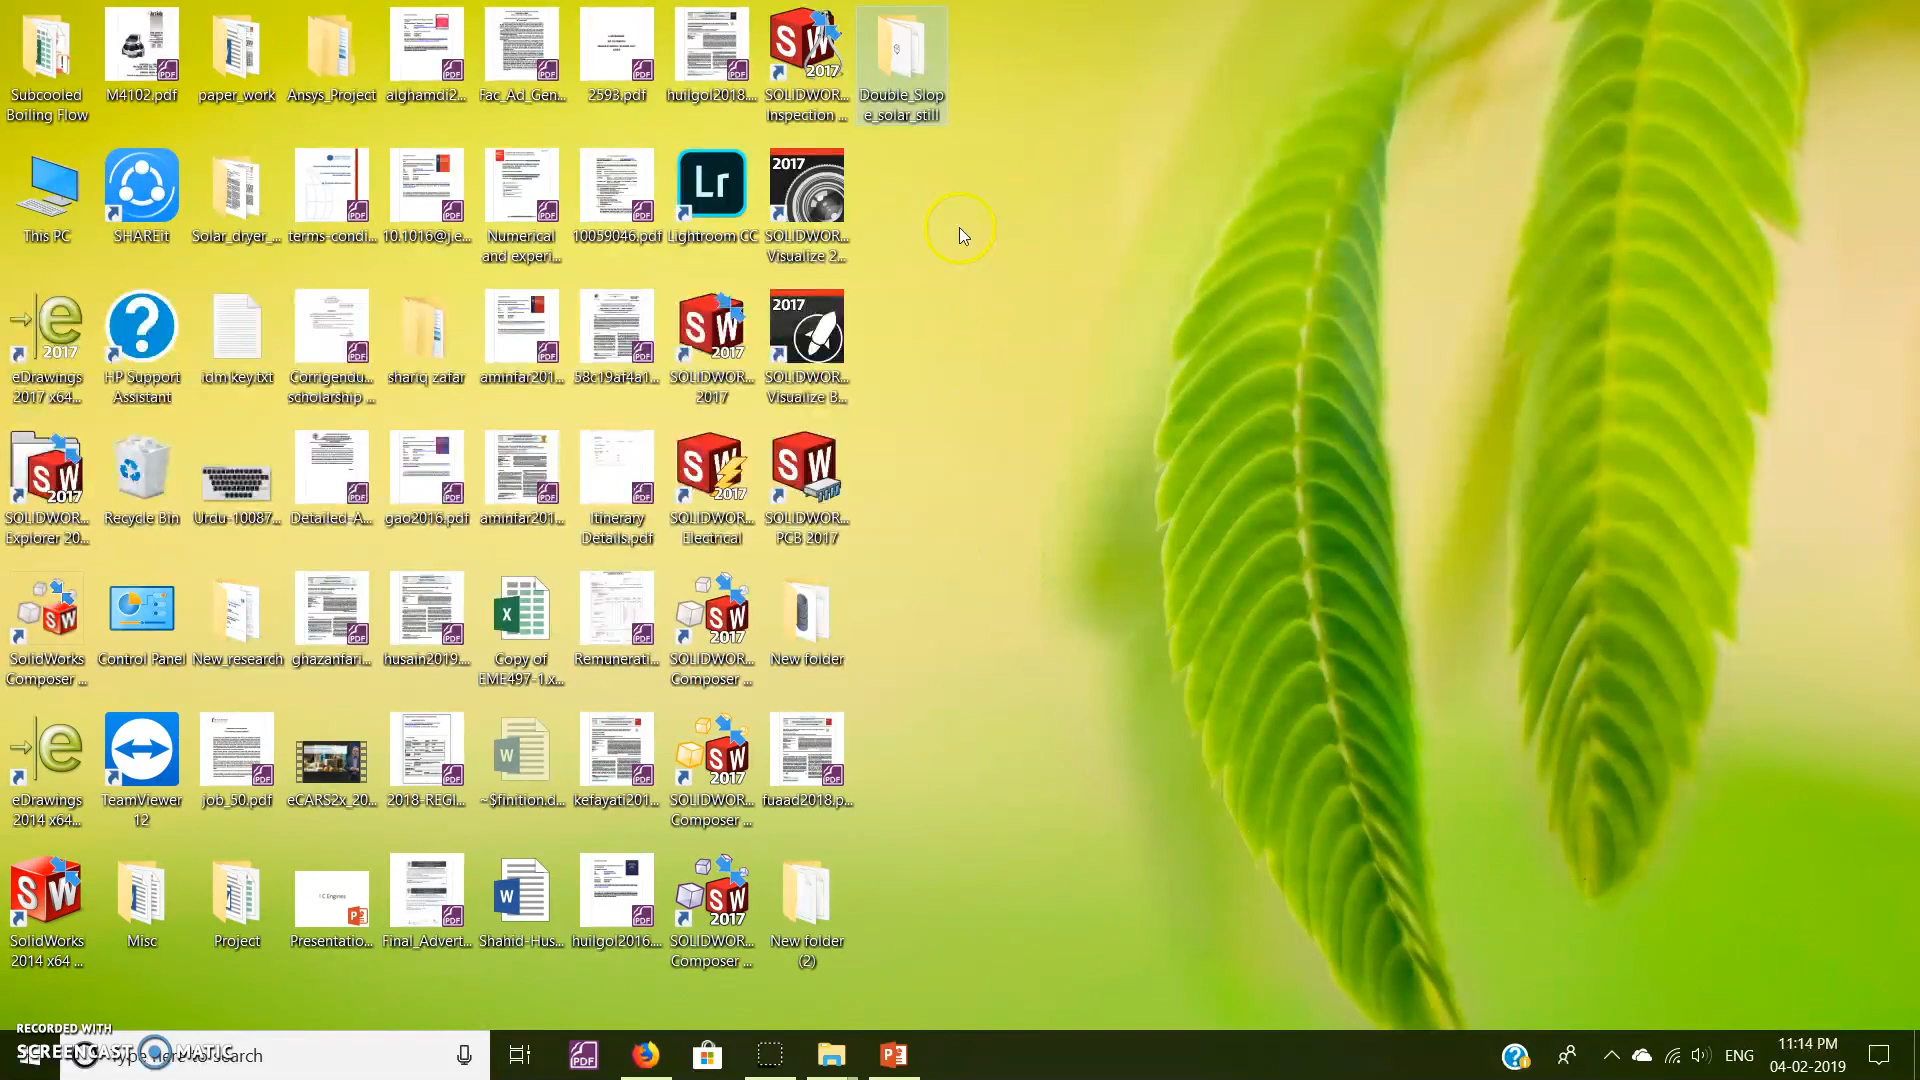 Subcooled
Boiling Flow
M4102.pdf
paper_work
Ansys_Project
alghamdi2...
Fac_Ad_Gen...
2593.pdf
huilgol2018....
SOLIDWOR...
Inspection ...
Double_Slop
e_solar_still
This PC
SHAREit
Solar_dryer_...
terms-condi...
10.1016@j.e...
Numerical
and experi...
10059046.pdf
Lightroom CC
SOLIDWOR...
Visualize 2...
eDrawings
2017 x64...
HP Support
Assistant
idm key.txt
Corrigendu...
scholarship ...
shariq zafar
aminfar201...
58c19af4a1...
SOLIDWOR...
2017
SOLIDWOR...
Visualize B...
SOLIDWOR...
Explorer 20...
Recycle Bin
Urdu-10087...
Detailed-A...
gao2016.pdf
aminfar201...
Itinerary
Details.pdf
SOLIDWOR...
Electrical
SOLIDWOR...
PCB 2017
SolidWorks
Composer ...
Control Panel
New_research
ghazanfari...
husain2019....
Copy of
EME497-1.x...
Remunerati...
SOLIDWOR...
Composer ...
New folder
eDrawings
2014 x64...
TeamViewer
12
job_50.pdf
eCARS2x_20...
2018-REGI...
~$finition.d...
kefayati201...
SOLIDWOR...
Composer ...
fuaad2018.p...
SolidWorks
2014 x64 ...
Misc
Project
Presentatio...
Final_Advert...
Shahid-Hus...
huilgol2016....
SOLIDWOR...
Composer ...
New folder
(2)
RECORDED WITH
SCREENCAST MATIC
Type here to search
ENG
11:14 PM
04-02-2019